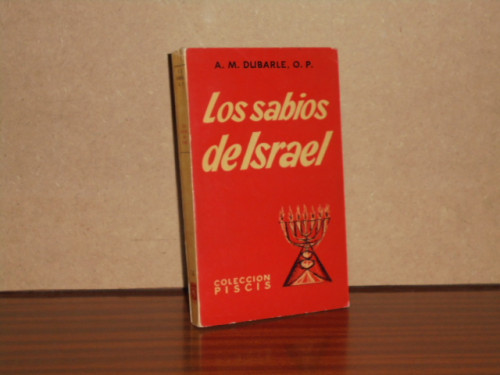 A. M. DUBARLE, O. P.
Los sabios
de Israel
COLECCION
PISCIS